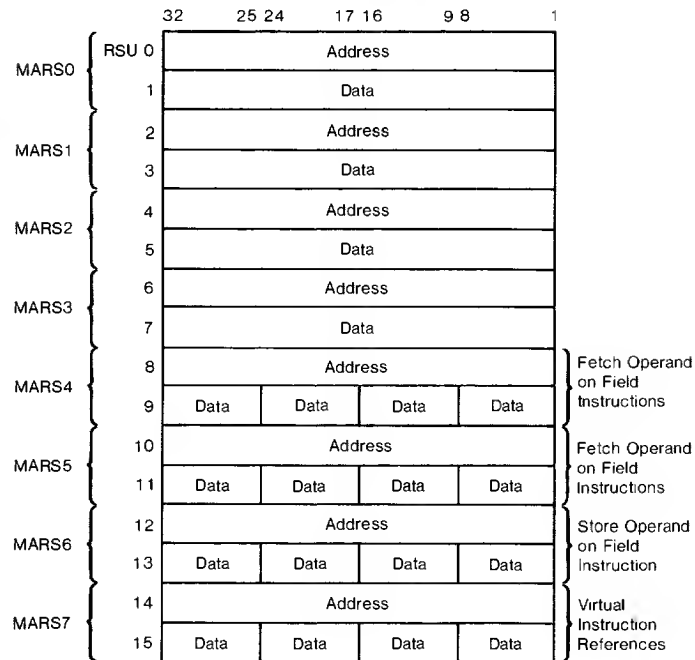 32 25 24 17 16 9 8 1
MARS0 RSU 0 Address
1 Data
MARS1 2 Address
3 Data
MARS2 4 Address
5 Data
MARS3 6 Address
7 Data
MARS4 8 Address Fetch Operand
on Field
Instructions
9 Data Data Data Data
MARS5 10 Address Fetch Operand
on Field
Instructions
11 Data Data Data Data
MARS6 12 Address Store Operand
on Field
Instruction
13 Data Data Data Data
MARS7 14 Address Virtual
Instruction
References
15 Data Data Data Data